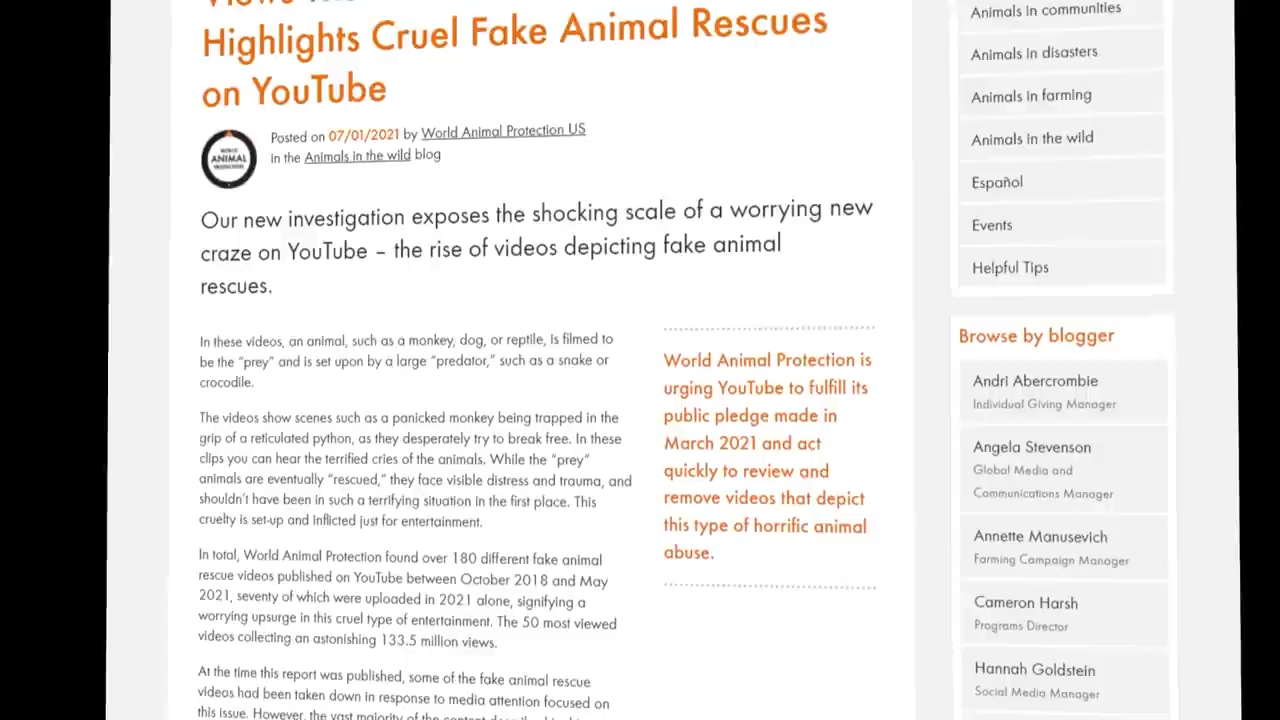 Highlights Cruel Fake Animal Rescues
on YouTube
WORLD
ANIMAL
PROTECTION
Posted on 07/01/2021 by World Animal Protection US
In the Animals in the wild blog
Our new investigation exposes the shocking scale of a worrying new
craze on YouTube – the rise of videos depicting fake animal
rescues.
In these videos, an animal, such as a monkey, dog, or reptile, is filmed to
be the “prey” and is set upon by a large “predator,” such as a snake or
crocodile.
The videos show scenes such as a panicked monkey being trapped in the
grip of a reticulated python, as they desperately try to break free. In these
clips you can hear the terrified cries of the animals. While the “prey”
animals are eventually “rescued,” they face visible distress and trauma, and
shouldn’t have been in such a terrifying situation in the first place. This
cruelty is set-up and inflicted just for entertainment.
In total, World Animal Protection found over 180 different fake animal
rescue videos published on YouTube between October 2018 and May
2021, seventy of which were uploaded in 2021 alone, signifying a
worrying upsurge in this cruel type of entertainment. The 50 most viewed
videos collecting an astonishing 133.5 million views.
At the time this report was published, some of the fake animal rescue
videos had been taken down in response to media attention focused on
this issue. However, the vast majority of the content
World Animal Protection is
urging YouTube to fulfill its
public pledge made in
March 2021 and act
quickly to review and
remove videos that depict
this type of horrific animal
abuse.
Animals in communities
Animals in disasters
Animals in farming
Animals in the wild
Español
Events
Helpful Tips
Browse by blogger
Andri Abercrombie
Individual Giving Manager
Angela Stevenson
Global Media and
Communications Manager
Annette Manusevich
Farming Campaign Manager
Cameron Harsh
Programs Director
Hannah Goldstein
Social Media Manager